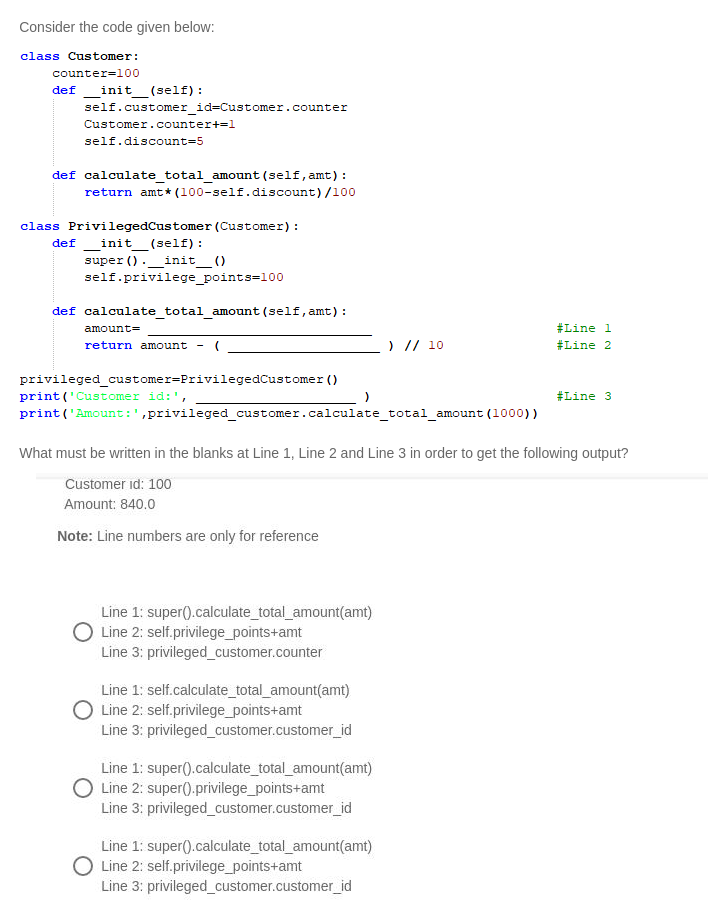 Consider the code given below:
class Customer:
    counter=100
    def __init__(self):
        self.customer_id=Customer.counter
        Customer.counter+=1
        self.discount=5
    def calculate_total_amount(self,amt):
        return amt*(100-self.discount)/100
class PrivilegedCustomer(Customer):
    def __init__(self):
        super().__init__()
        self.privilege_points=100
    def calculate_total_amount(self,amt):
        amount= ____________________________ #Line 1
        return amount - ( ___________________ ) // 10 #Line 2
privileged_customer=PrivilegedCustomer()
print('Customer id:', ____________________ ) #Line 3
print('Amount:',privileged_customer.calculate_total_amount(1000))
What must be written in the blanks at Line 1, Line 2 and Line 3 in order to get the following output?
Customer id: 100
Amount: 840.0
Note: Line numbers are only for reference
Line 1: super().calculate_total_amount(amt)
Line 2: self.privilege_points+amt
Line 3: privileged_customer.counter
Line 1: self.calculate_total_amount(amt)
Line 2: self.privilege_points+amt
Line 3: privileged_customer.customer_id
Line 1: super().calculate_total_amount(amt)
Line 2: super().privilege_points+amt
Line 3: privileged_customer.customer_id
Line 1: super().calculate_total_amount(amt)
Line 2: self.privilege_points+amt
Line 3: privileged_customer.customer_id